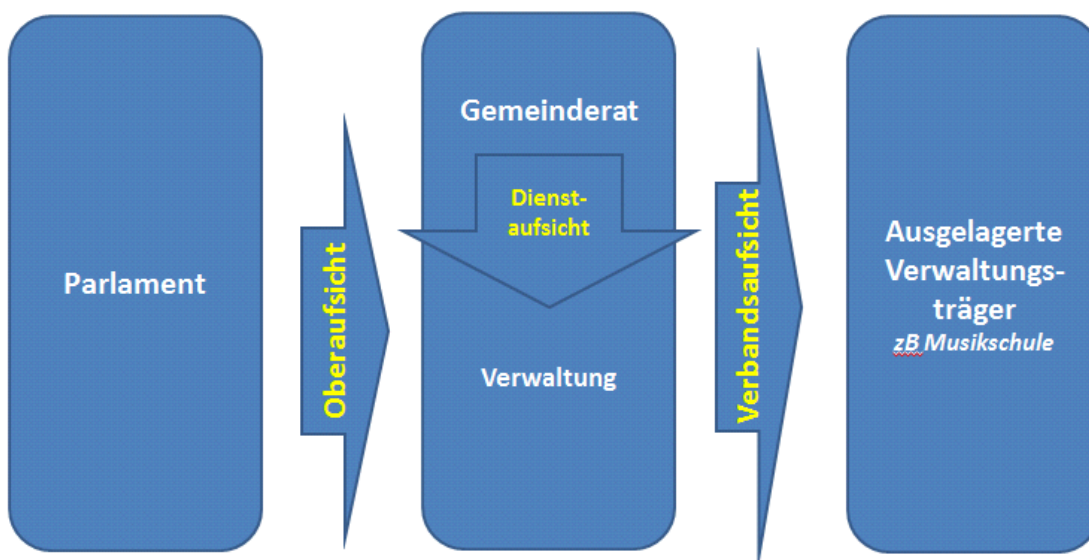 Parlament
Oberaufsicht
Gemeinderat
Dienst-
aufsicht
Verwaltung
Verbandsaufsicht
Ausgelagerte
Verwaltungs-
träger
zB Musikschule